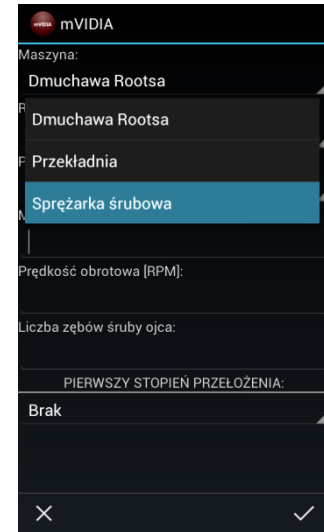 mVIDIA
Maszyna:
Dmuchawa Rootsa
Dmuchawa Rootsa
Przekładnia
Sprężarka śrubowa
Prędkość obrotowa [RPM]:
Liczba zębów śruby ojca:
PIERWSZY STOPIEŃ PRZEŁOŻENIA:
Brak